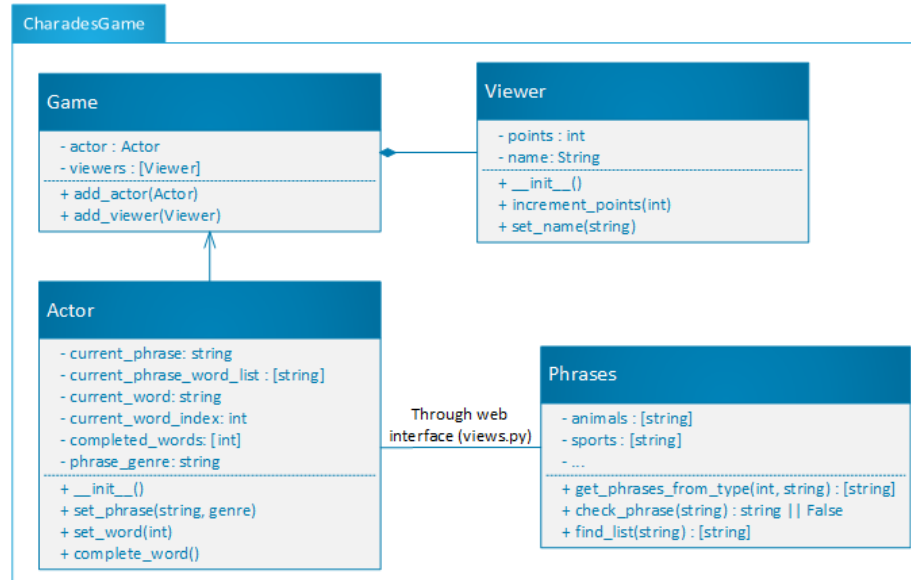 CharadesGame
Game
- actor : Actor
- viewers : [Viewer]
+ add_actor(Actor)
+ add_viewer(Viewer)
Viewer
- points : int
- name: String
+ __init__()
+ increment_points(int)
+ set_name(string)
Actor
- current_phrase: string
- current_phrase_word_list : [string]
- current_word: string
- current_word_index: int
- completed_words: [int]
- phrase_genre: string
+ __init__()
+ set_phrase(string, genre)
+ set_word(int)
+ complete_word()
Through web
interface (views.py)
Phrases
- animals : [string]
- sports : [string]
- ...
+ get_phrases_from_type(int, string) : [string]
+ check_phrase(string) : string || False
+ find_list(string) : [string]